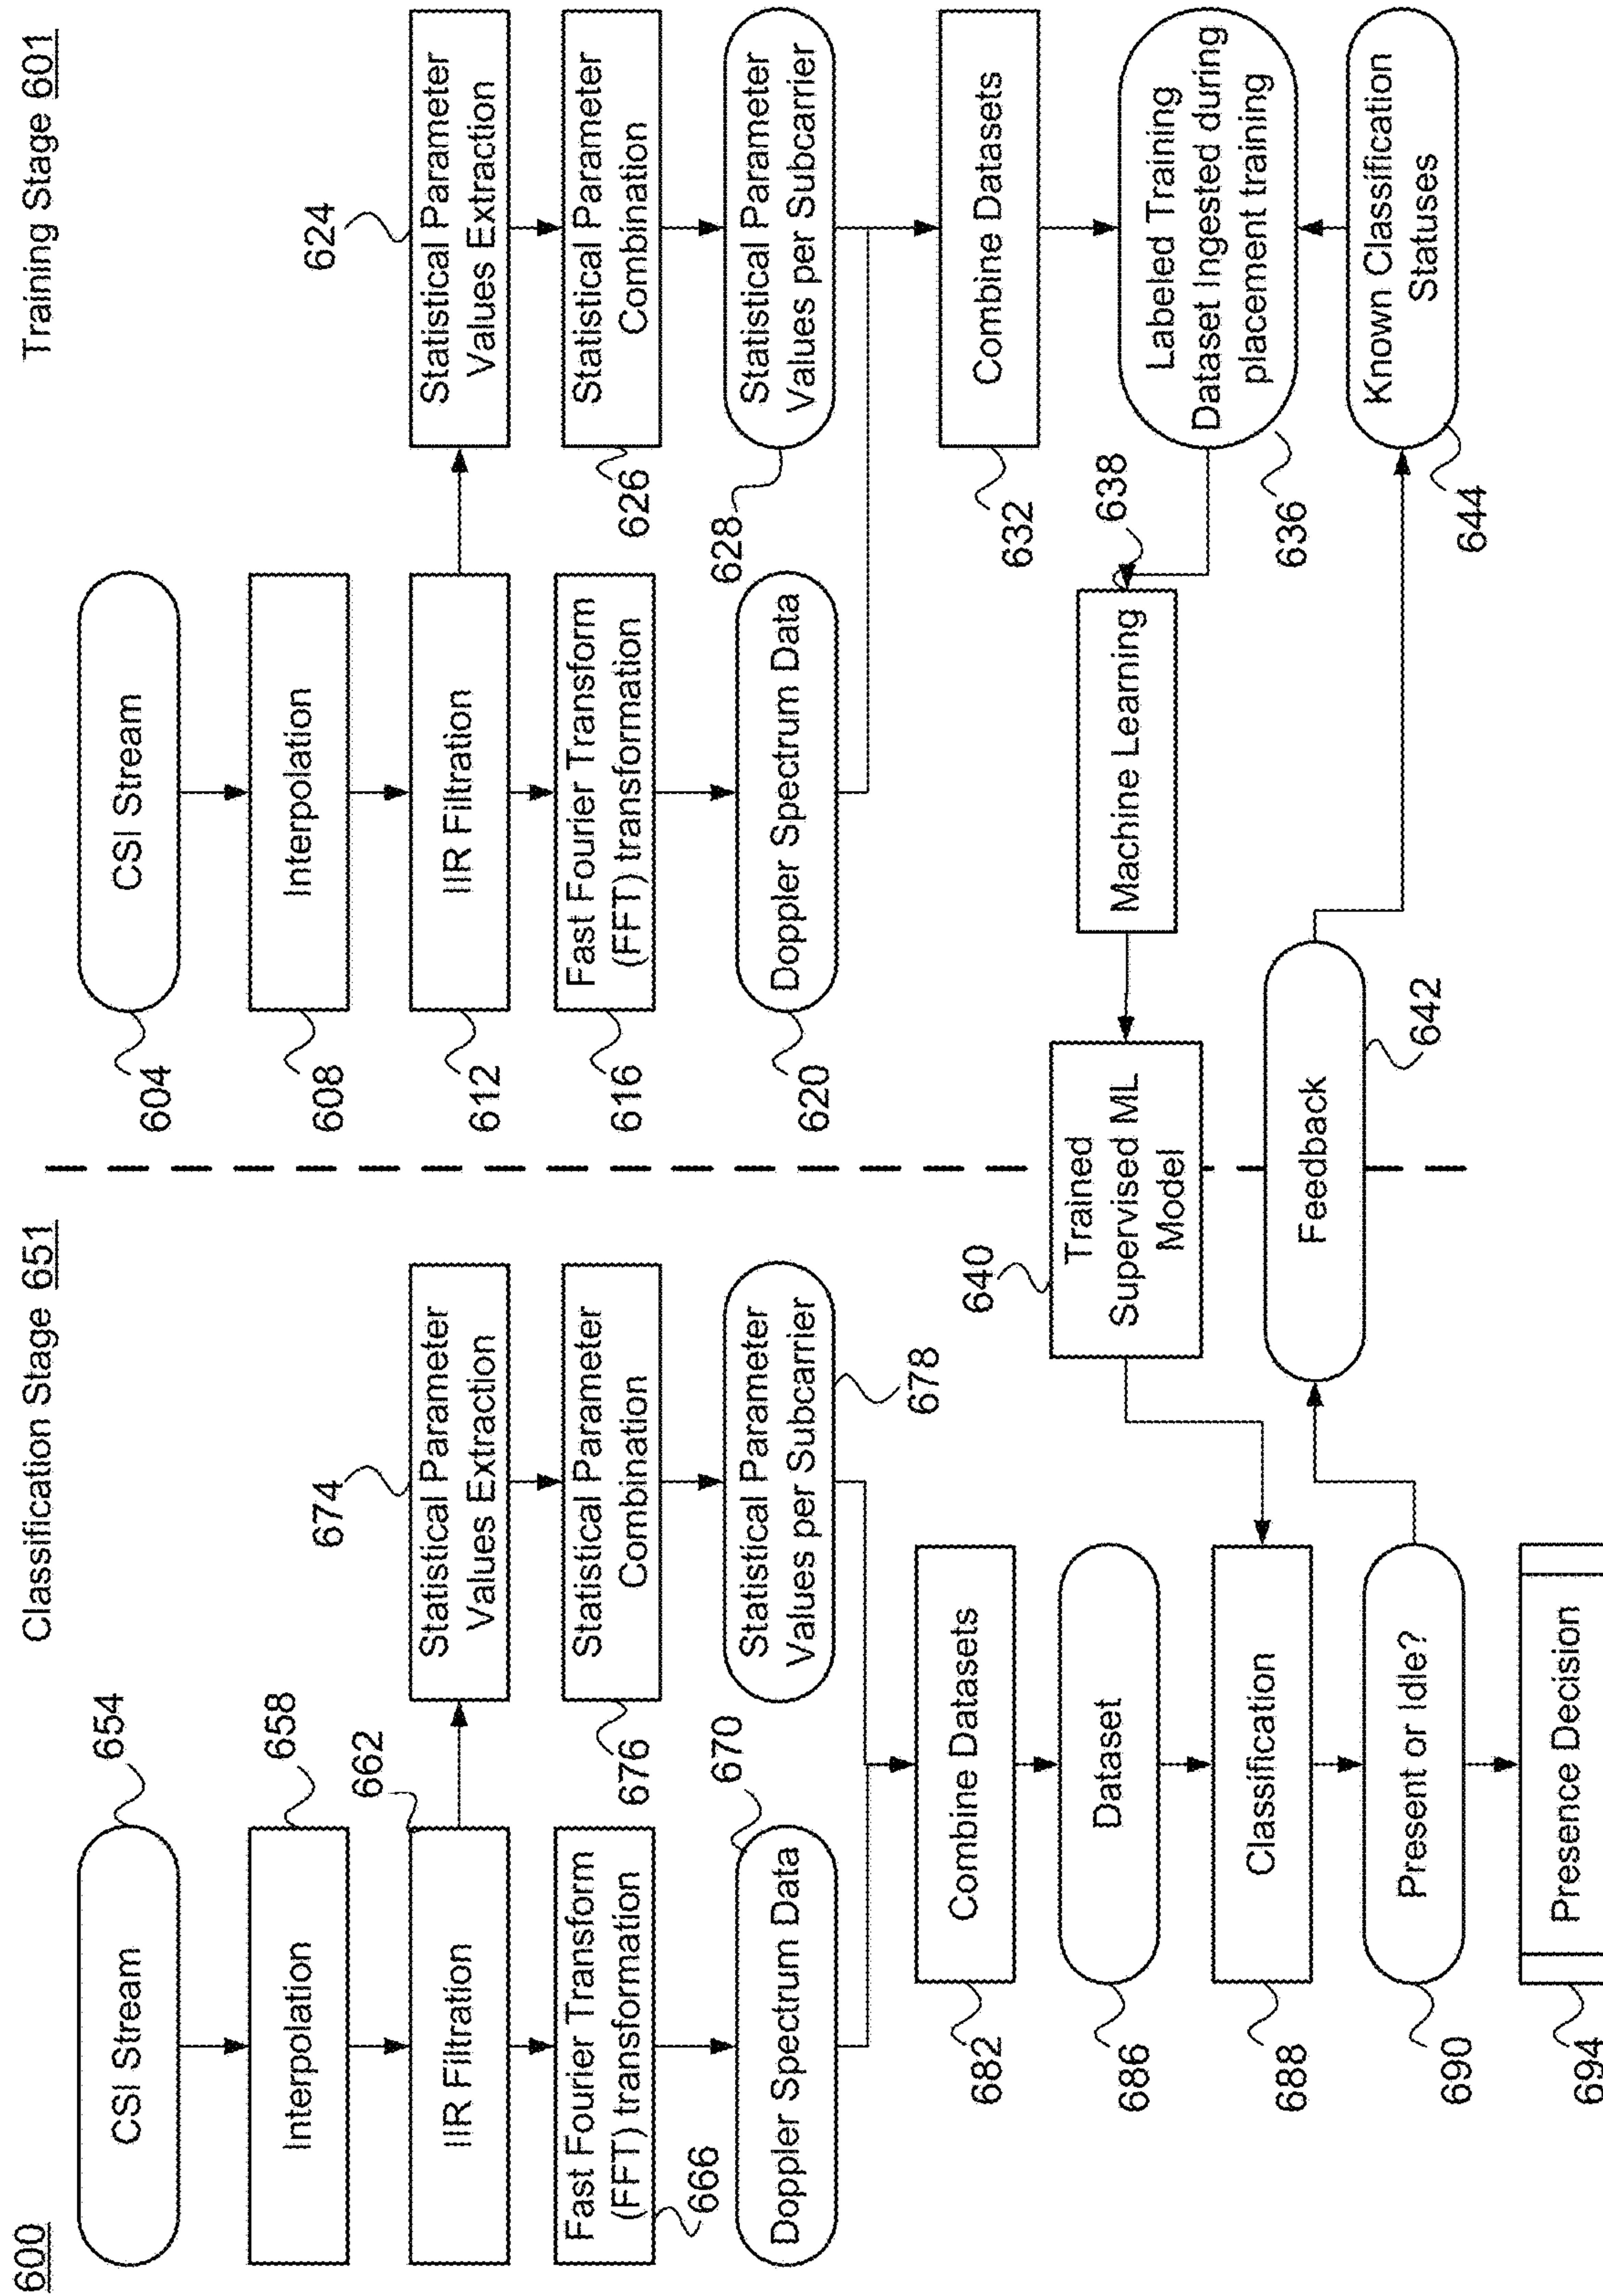 600
Classification Stage 651
Training Stage 601
CSI Stream
654
Interpolation
658
IIR Filtration
662
Fast Fourier Transform
(FFT) transformation
666
Doppler Spectrum Data
670
674
Statistical Parameter
Values Extraction
Statistical Parameter
Combination
676
Statistical Parameter
Values per Subcarrier
678
Combine Datasets
682
Dataset
686
Classification
688
Present or Idle?
690
Presence Decision
694
CSI Stream
604
Interpolation
608
IIR Filtration
612
Fast Fourier Transform
(FFT) transformation
616
Doppler Spectrum Data
620
624
Statistical Parameter
Values Extraction
Statistical Parameter
Combination
626
Statistical Parameter
Values per Subcarrier
628
Combine Datasets
632
Labeled Training
Dataset Ingested during
placement training
636
Machine Learning
638
Trained
Supervised ML
Model
640
Feedback
642
Known Classification
Statuses
644